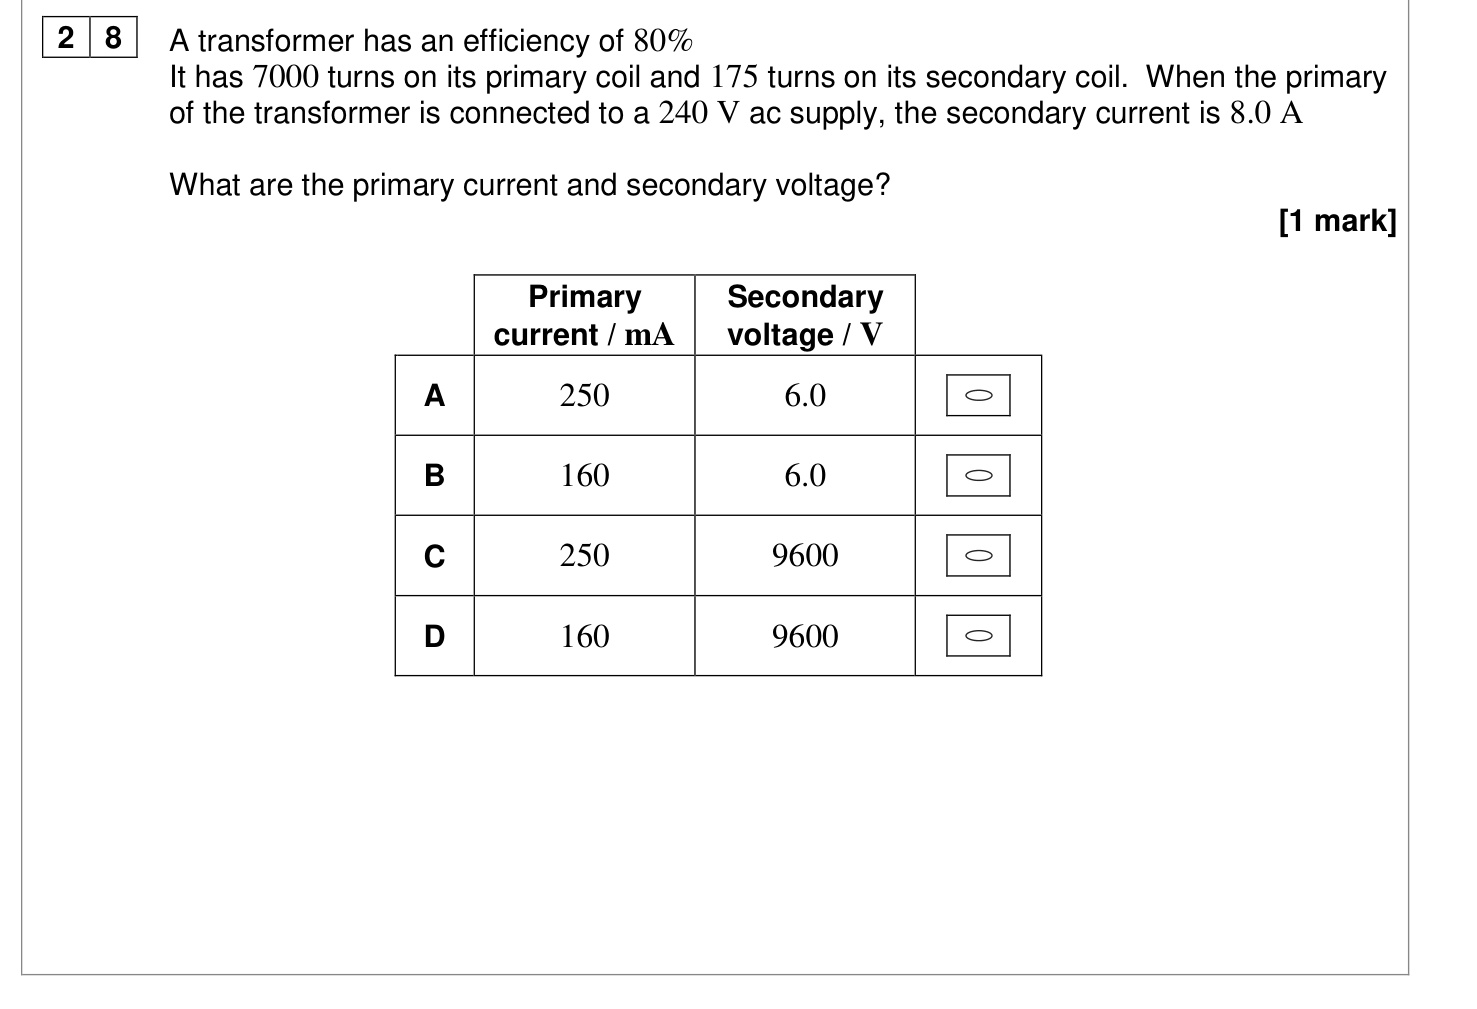 2 8 A transformer has an efficiency of 80%
It has 7000 turns on its primary coil and 175 turns on its secondary coil. When the primary
of the transformer is connected to a 240 V ac supply, the secondary current is 8.0 A
What are the primary current and secondary voltage?
[1 mark]
Primary current / mA Secondary voltage / V
A 250 6.0
B 160 6.0
C 250 9600
D 160 9600